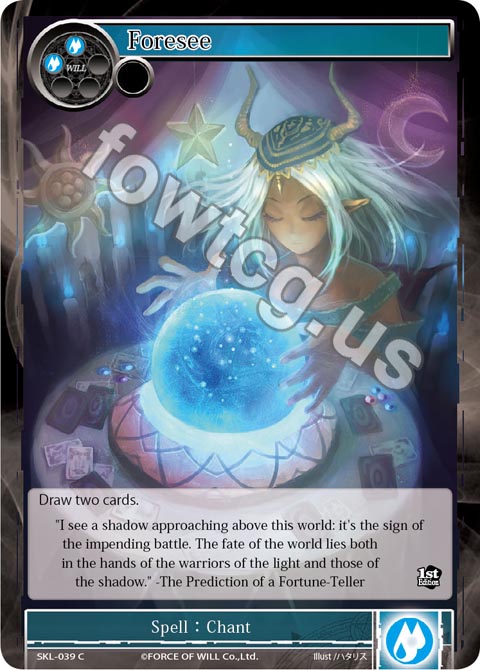 Foresee
WILL
fowtcg.us
Draw two cards.
"I see a shadow approaching above this world: it's the sign of
the impending battle. The fate of the world lies both
in the hands of the warriors of the light and those of
the shadow." -The Prediction of a Fortune-Teller
1st
Edition
Spell : Chant
SKL-039 C ©FORCE OF WILL Co.,Ltd. Illust /ハタリス